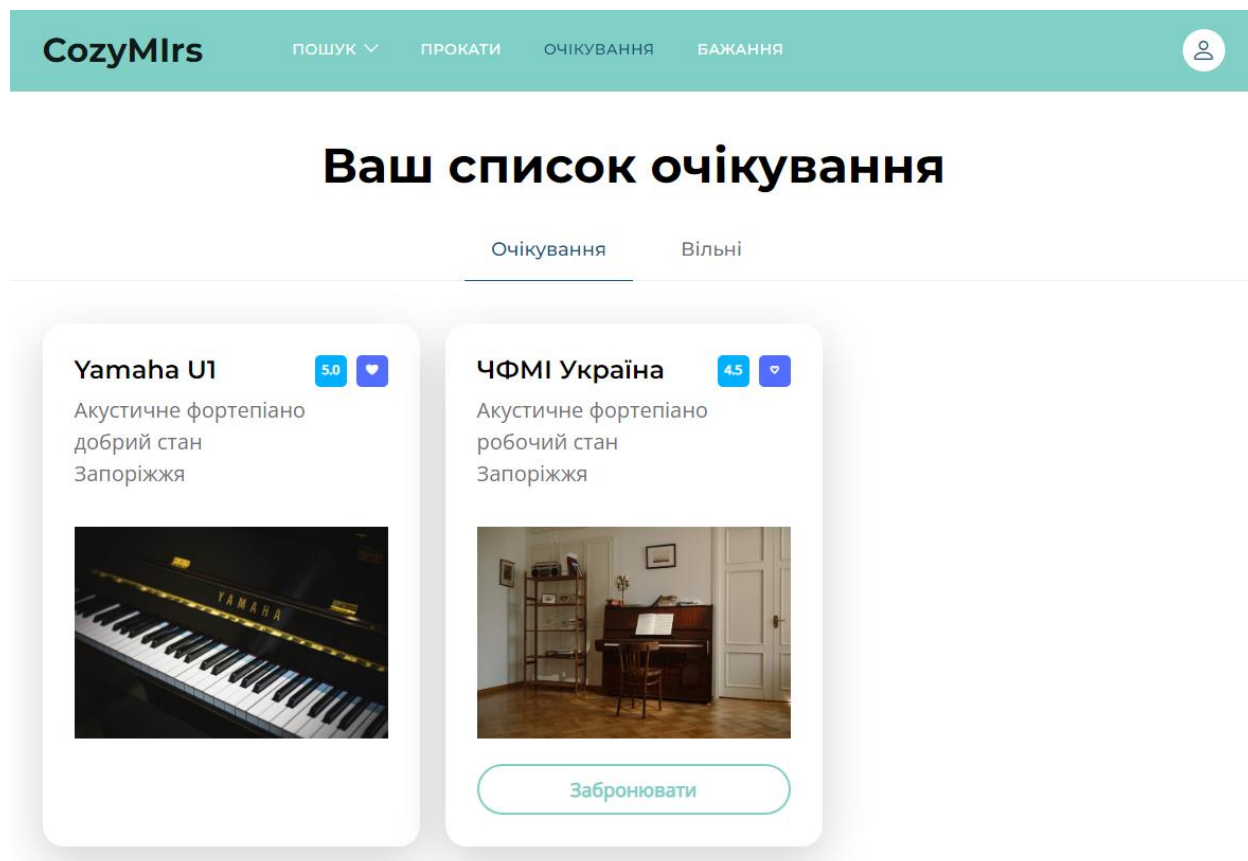 CozyMIrs
ПОШУК ПРОКАТИ ОЧІКУВАННЯ БАЖАННЯ
Ваш список очікування
Очікування Вільні
Yamaha U1 5.0
Акустичне фортепіано
добрий стан
Запоріжжя
YAMAHA
ЧФМІ Україна 4.5
Акустичне фортепіано
робочий стан
Запоріжжя
Забронювати